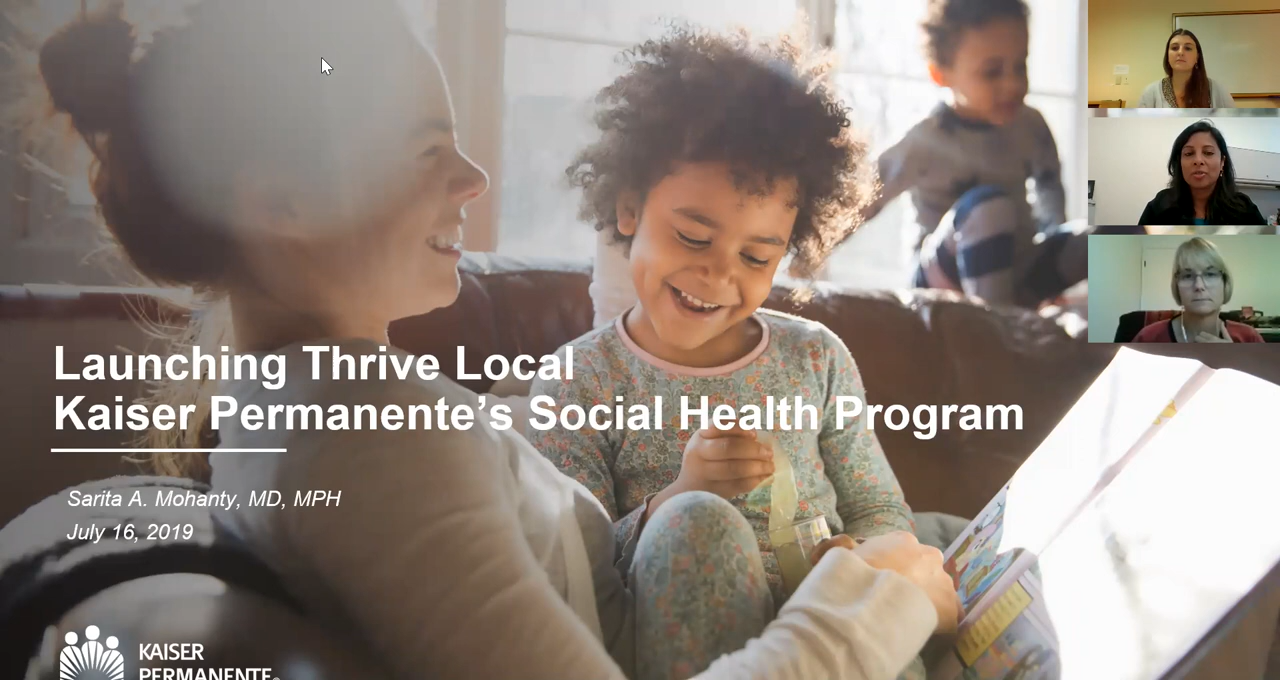 Launching Thrive Local
Kaiser Permanente’s Social Health Program
Sarita A. Mohanty, MD, MPH
July 16, 2019
KAISER
PERMANENTE®